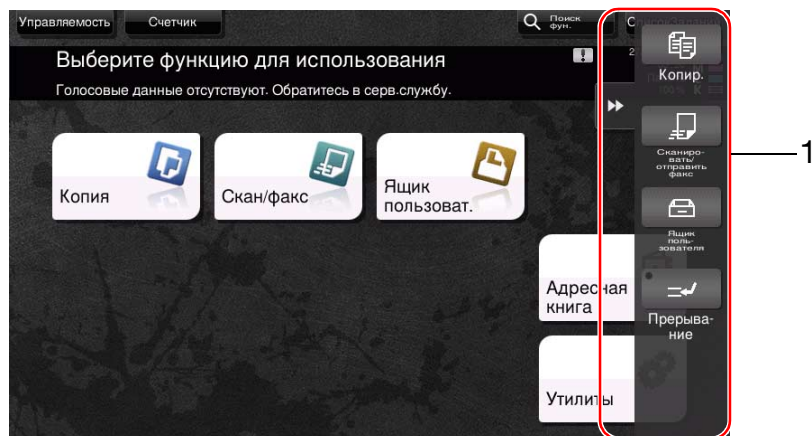 Управляемость
Счетчик
Поиск
фун.
С
Выберите функцию для использования
Голосовые данные отсутствуют. Обратитесь в серв.службу.
Копир.
Сканиро-
вать/
отправить
факс
1
Копия
Скан/факс
Ящик
пользоват.
Ящик
поль-
зователя
Адресная
книга
Прерыва-
ние
Утилиты